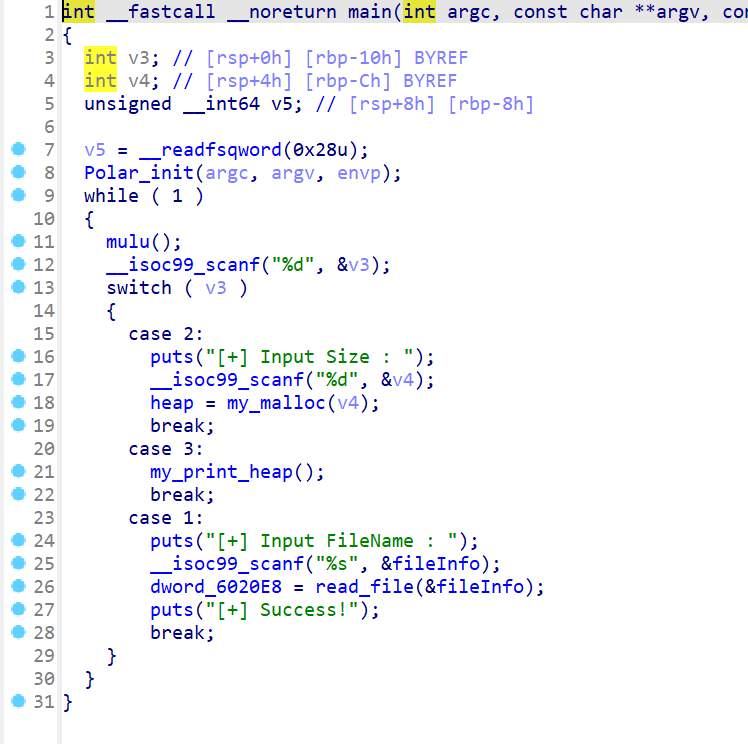 1 int __fastcall __noreturn main(int argc, const char **argv, con
2 {
3 int v3; // [rsp+0h] [rbp-10h] BYREF
4 int v4; // [rsp+4h] [rbp-Ch] BYREF
5 unsigned __int64 v5; // [rsp+8h] [rbp-8h]
6
7 v5 = __readfsqword(0x28u);
8 Polar_init(argc, argv, envp);
9 while ( 1 )
10 {
11 mulu();
12 __isoc99_scanf("%d", &v3);
13 switch ( v3 )
14 {
15 case 2:
16 puts("[+] Input Size : ");
17 __isoc99_scanf("%d", &v4);
18 heap = my_malloc(v4);
19 break;
20 case 3:
21 my_print_heap();
22 break;
23 case 1:
24 puts("[+] Input FileName : ");
25 __isoc99_scanf("%s", &fileInfo);
26 dword_6020E8 = read_file(&fileInfo);
27 puts("[+] Success!");
28 break;
29 }
30 }
31 }